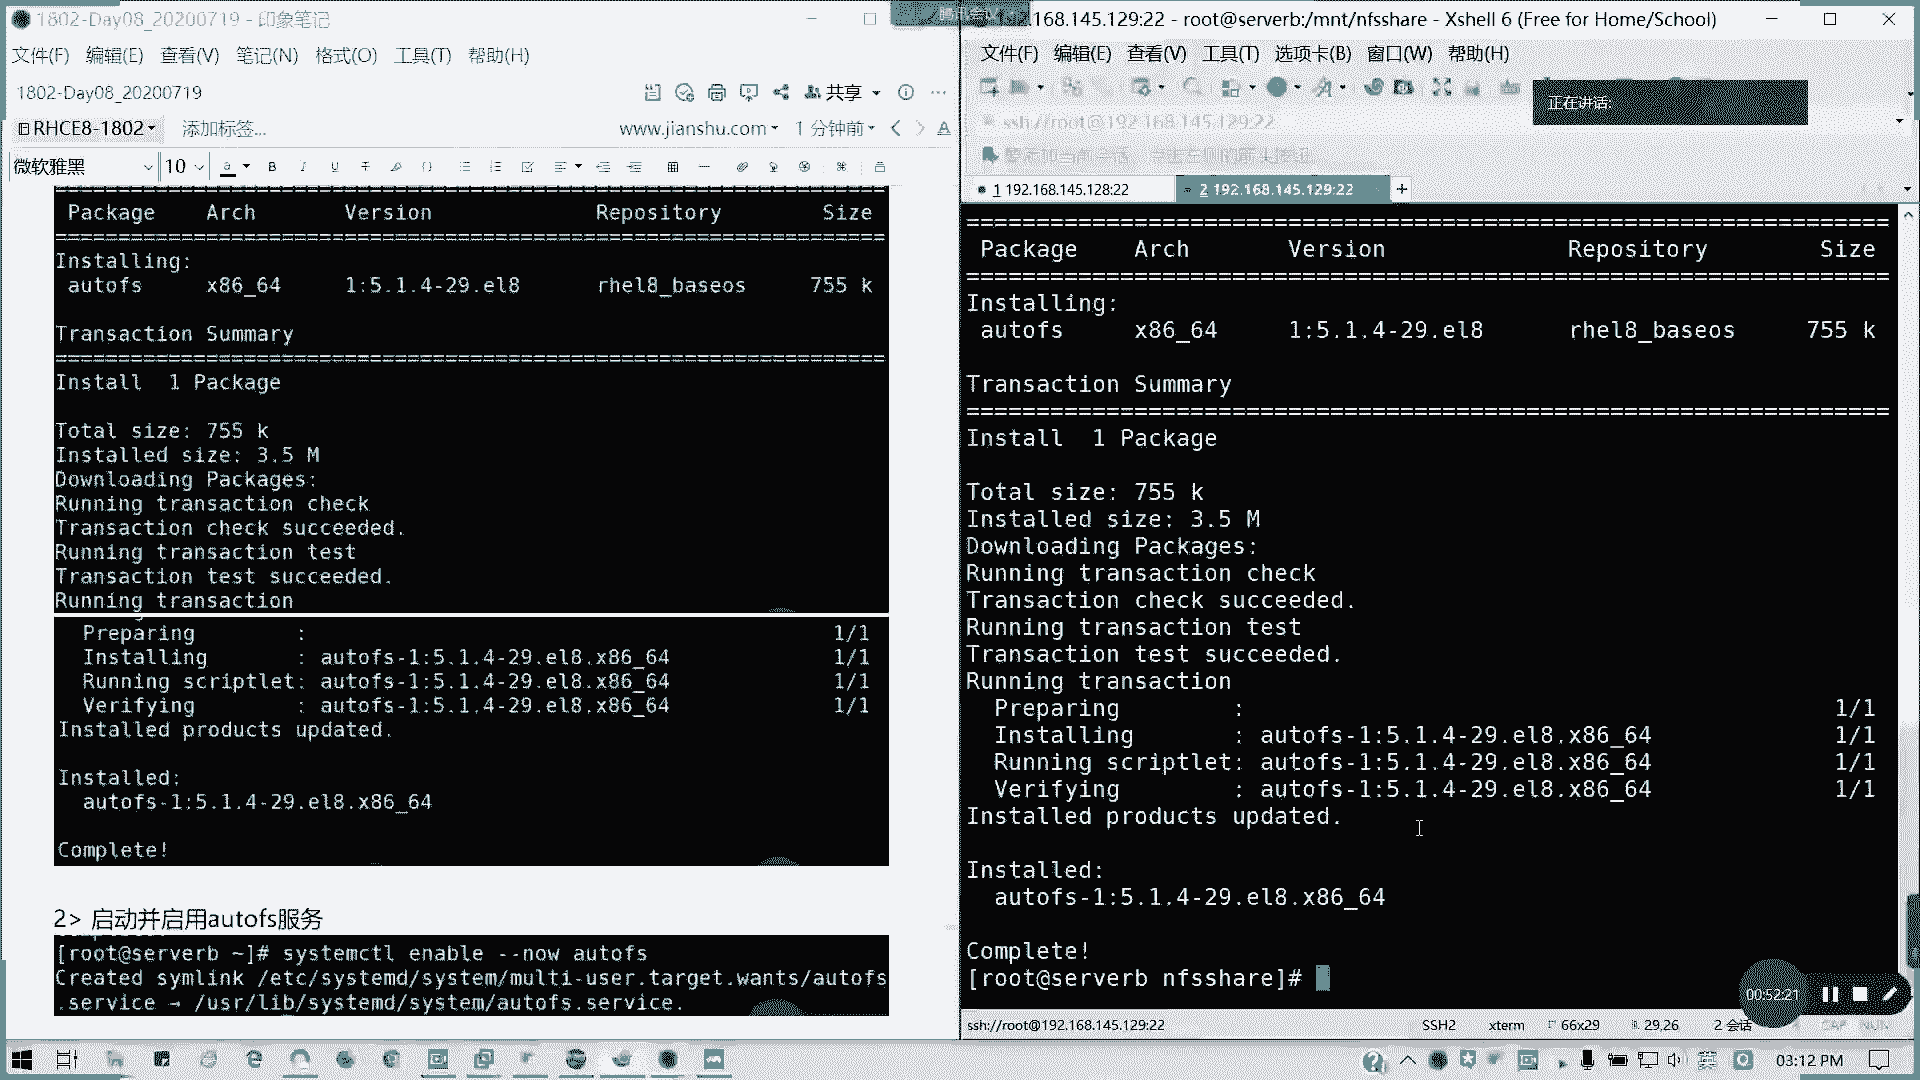 1802-Day08_20200719 - 印象笔记
文件(F) 编辑(E) 查看(V) 笔记(N) 格式(O) 工具(T) 帮助(H)
1802-Day08_20200719
共享
RHCE8-1802 添加标签... www.jianshu.com 1 分钟前
微软雅黑 10
Package Arch Version Repository Size
Installing:
autofs x86_64 1:5.1.4-29.el8 rhel8_baseos 755 k
Transaction Summary
Install 1 Package
Total size: 755 k
Installed size: 3.5 M
Downloading Packages:
Running transaction check
Transaction check succeeded.
Running transaction test
Transaction test succeeded.
Running transaction
Preparing : 1/1
Installing : autofs-1:5.1.4-29.el8.x86_64 1/1
Running scriptlet: autofs-1:5.1.4-29.el8.x86_64 1/1
Verifying : autofs-1:5.1.4-29.el8.x86_64 1/1
Installed products updated.
Installed:
autofs-1:5.1.4-29.el8.x86_64
Complete!
2> 启动并启用autofs服务
[root@serverb ~]# systemctl enable --now autofs
Created symlink /etc/systemd/system/multi-user.target.wants/autofs
.service → /usr/lib/systemd/system/autofs.service.
腾讯会议
.168.145.129:22 - root@serverb:/mnt/nfsshare - Xshell 6 (Free for Home/School)
文件(F) 编辑(E) 查看(V) 工具(T) 选项卡(B) 窗口(W) 帮助(H)
正在讲话:
ssh://root@192.168.145.129:22
1 192.168.145.128:22 2 192.168.145.129:22 +
Package Arch Version Repository Size
Installing:
autofs x86_64 1:5.1.4-29.el8 rhel8_baseos 755 k
Transaction Summary
Install 1 Package
Total size: 755 k
Installed size: 3.5 M
Downloading Packages:
Running transaction check
Transaction check succeeded.
Running transaction test
Transaction test succeeded.
Running transaction
Preparing : 1/1
Installing : autofs-1:5.1.4-29.el8.x86_64 1/1
Running scriptlet: autofs-1:5.1.4-29.el8.x86_64 1/1
Verifying : autofs-1:5.1.4-29.el8.x86_64 1/1
Installed products updated.
Installed:
autofs-1:5.1.4-29.el8.x86_64
Complete!
[root@serverb nfsshare]#
00:52:21
ssh://root@192.168.145.129:22 SSH2 xterm 66x29 29,26 2 会话 CAP NUM
英 03:12 PM